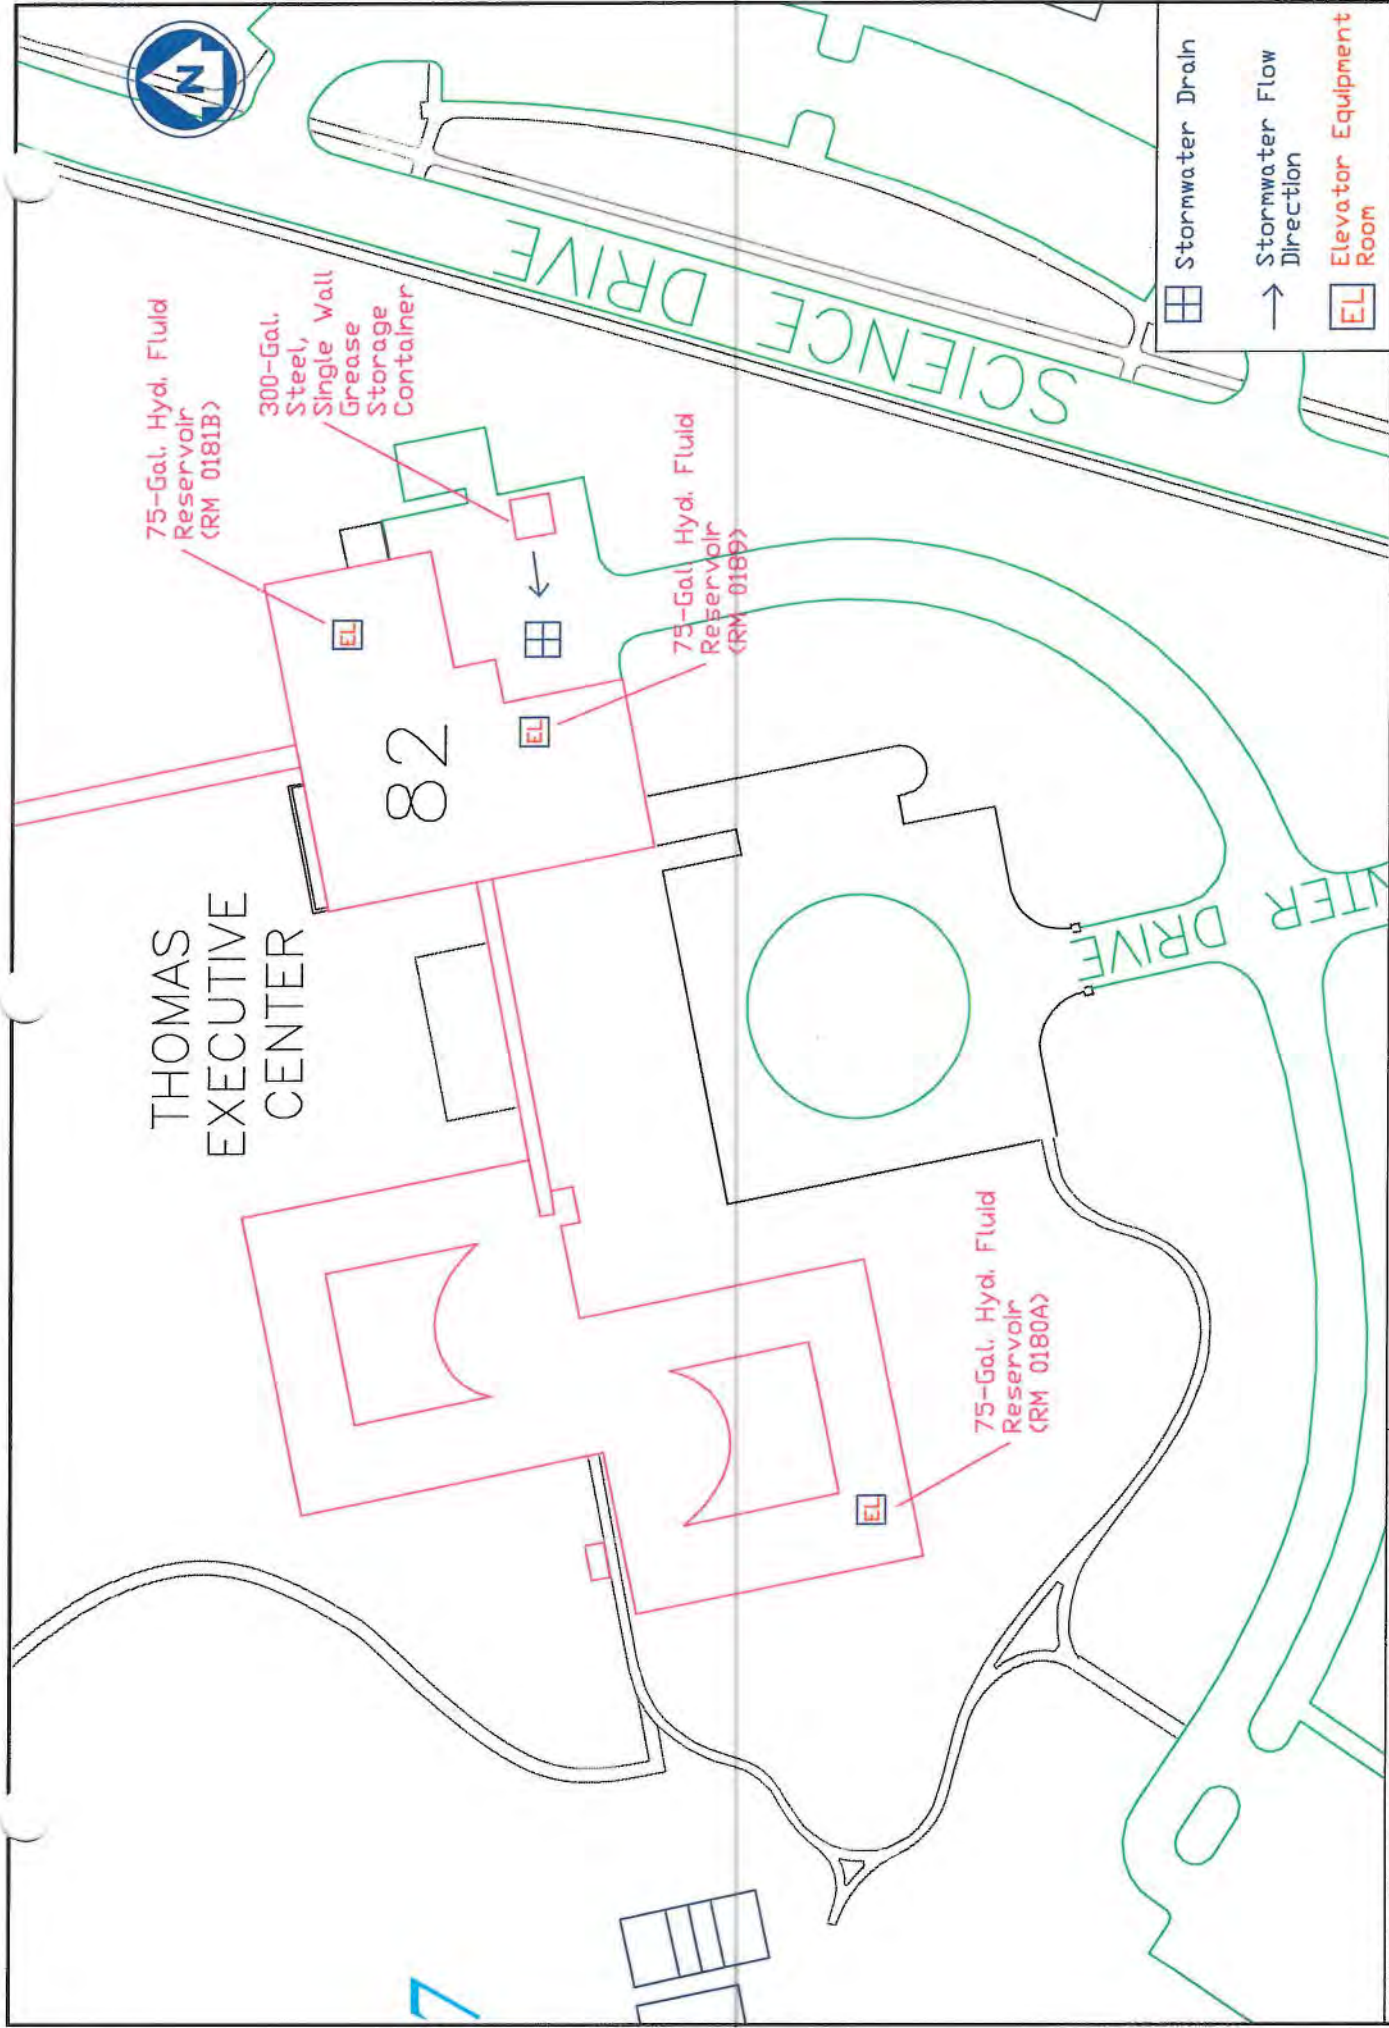 N
75-Gal. Hyd. Fluid
Reservoir
(RM 0181B)
300-Gal.
Steel,
Single Wall
Grease
Storage
Container
SCIENCE DRIVE
THOMAS
EXECUTIVE
CENTER
82
EL
EL
75-Gal. Hyd. Fluid
Reservoir
(RM 0189)
75-Gal. Hyd. Fluid
Reservoir
(RM 0180A)
EL
NTER DRIVE
7
Stormwater Drain
Stormwater Flow
Direction
EL
Elevator Equipment
Room